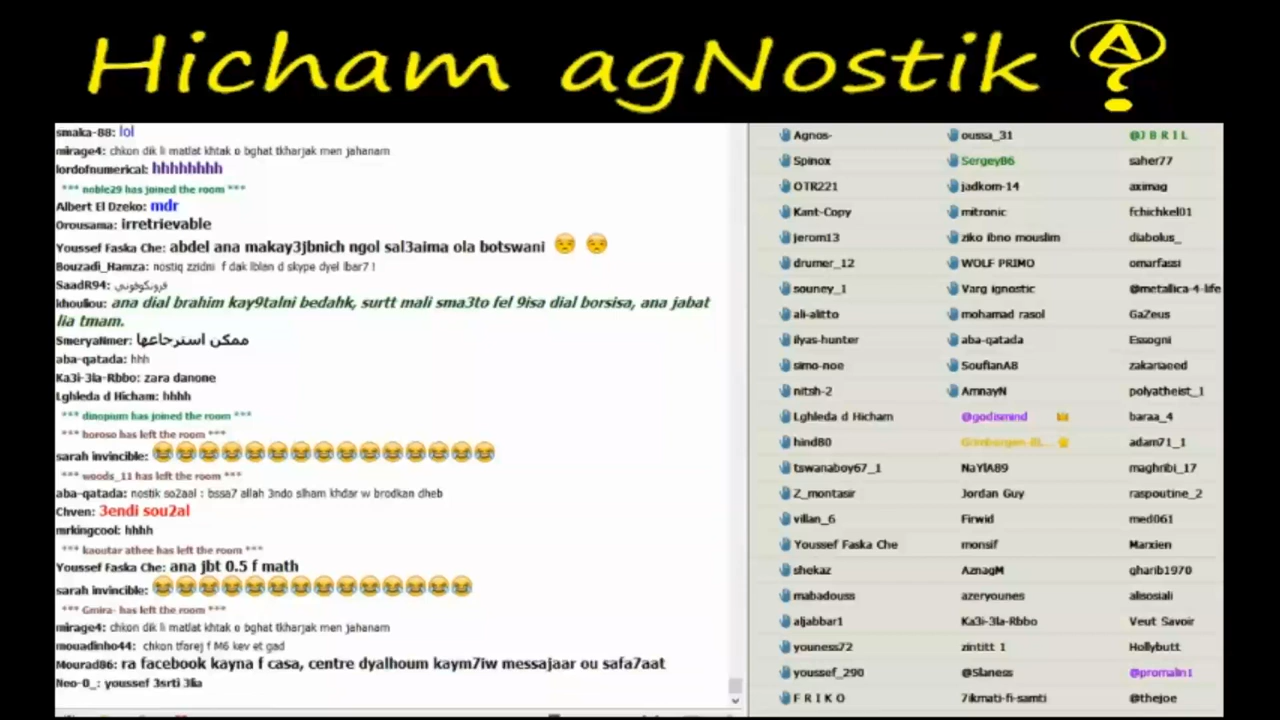 Hicham agNostik
A
?
smaka-88: lol
mirage4: chkon dik li matlat khtak o bghat tkharjak men jahanam
lordofnumerical: hhhhhhhh
*** noble29 has joined the room ***
Albert El Dzeko: mdr
Orousama: irretrievable
Youssef Faska Che: abdel ana makay3jbnich ngol sal3aima ola botswani
Bouzadi_Hamza: nostiq zzidni f dak lblan d skype dyel lbar7 !
SaadR94: فرونكوفوني
khouliou: ana dial brahim kay9talni bedahk, surtt mali sma3to fel 9isa dial borsisa, ana jabat
lia tmam.
SmeryaNmer: ممكن استرجاعها
aba-qatada: hhh
Ka3i-3la-Rbbo: zara danone
Lghleda d Hicham: hhhh
*** dinopium has joined the room ***
*** horoso has left the room ***
sarah invincible:
*** woods_11 has left the room ***
aba-qatada: nostik so2aal : bssa7 allah 3ndo slham khdar w brodkan dheb
Chven: 3endi sou2al
mrkingcool: hhhh
*** kaoutar athee has left the room ***
Youssef Faska Che: ana jbt 0.5 f math
sarah invincible:
*** Gmira- has left the room ***
mirage4: chkon dik li matlat khtak o bghat tkharjak men jahanam
mouadinho44: chkon tfarej f M6 kev et gad
Mourad86: ra facebook kayna f casa, centre dyalhoum kaym7iw messajaar ou safa7aat
Neo-0_: youssef 3srti 3lia
Agnos-
Spinox
OTR221
Kant-Copy
jerom13
drumer_12
souney_1
ali-alitto
ilyas-hunter
simo-noe
nitsh-2
Lghleda d Hicham
hind80
tswanaboy67_1
Z_montasir
villan_6
Youssef Faska Che
shekaz
mabadouss
aljabbar1
youness72
youssef_290
F R I K O
oussa_31
Sergey86
jadkom-14
mitronic
ziko ibno mouslim
WOLF PRIMO
Varg ignostic
mohamad rasol
aba-qatada
SoufianA8
AmnayN
@godismind
NaYlA89
Jordan Guy
Firwid
monsif
AznagM
azeryounes
Ka3i-3la-Rbbo
zintitt 1
@Slaness
7ikmati-fi-samti
@J B R I L
saher77
aximag
fchichkel01
diabolus_
omarfassi
@metallica-4-life
GaZeus
Essogni
zakariaeed
polyatheist_1
baraa_4
adam71_1
maghribi_17
raspoutine_2
med061
Marxien
gharib1970
alisosiali
Veut Savoir
Hollybutt
@promalin1
@thejoe